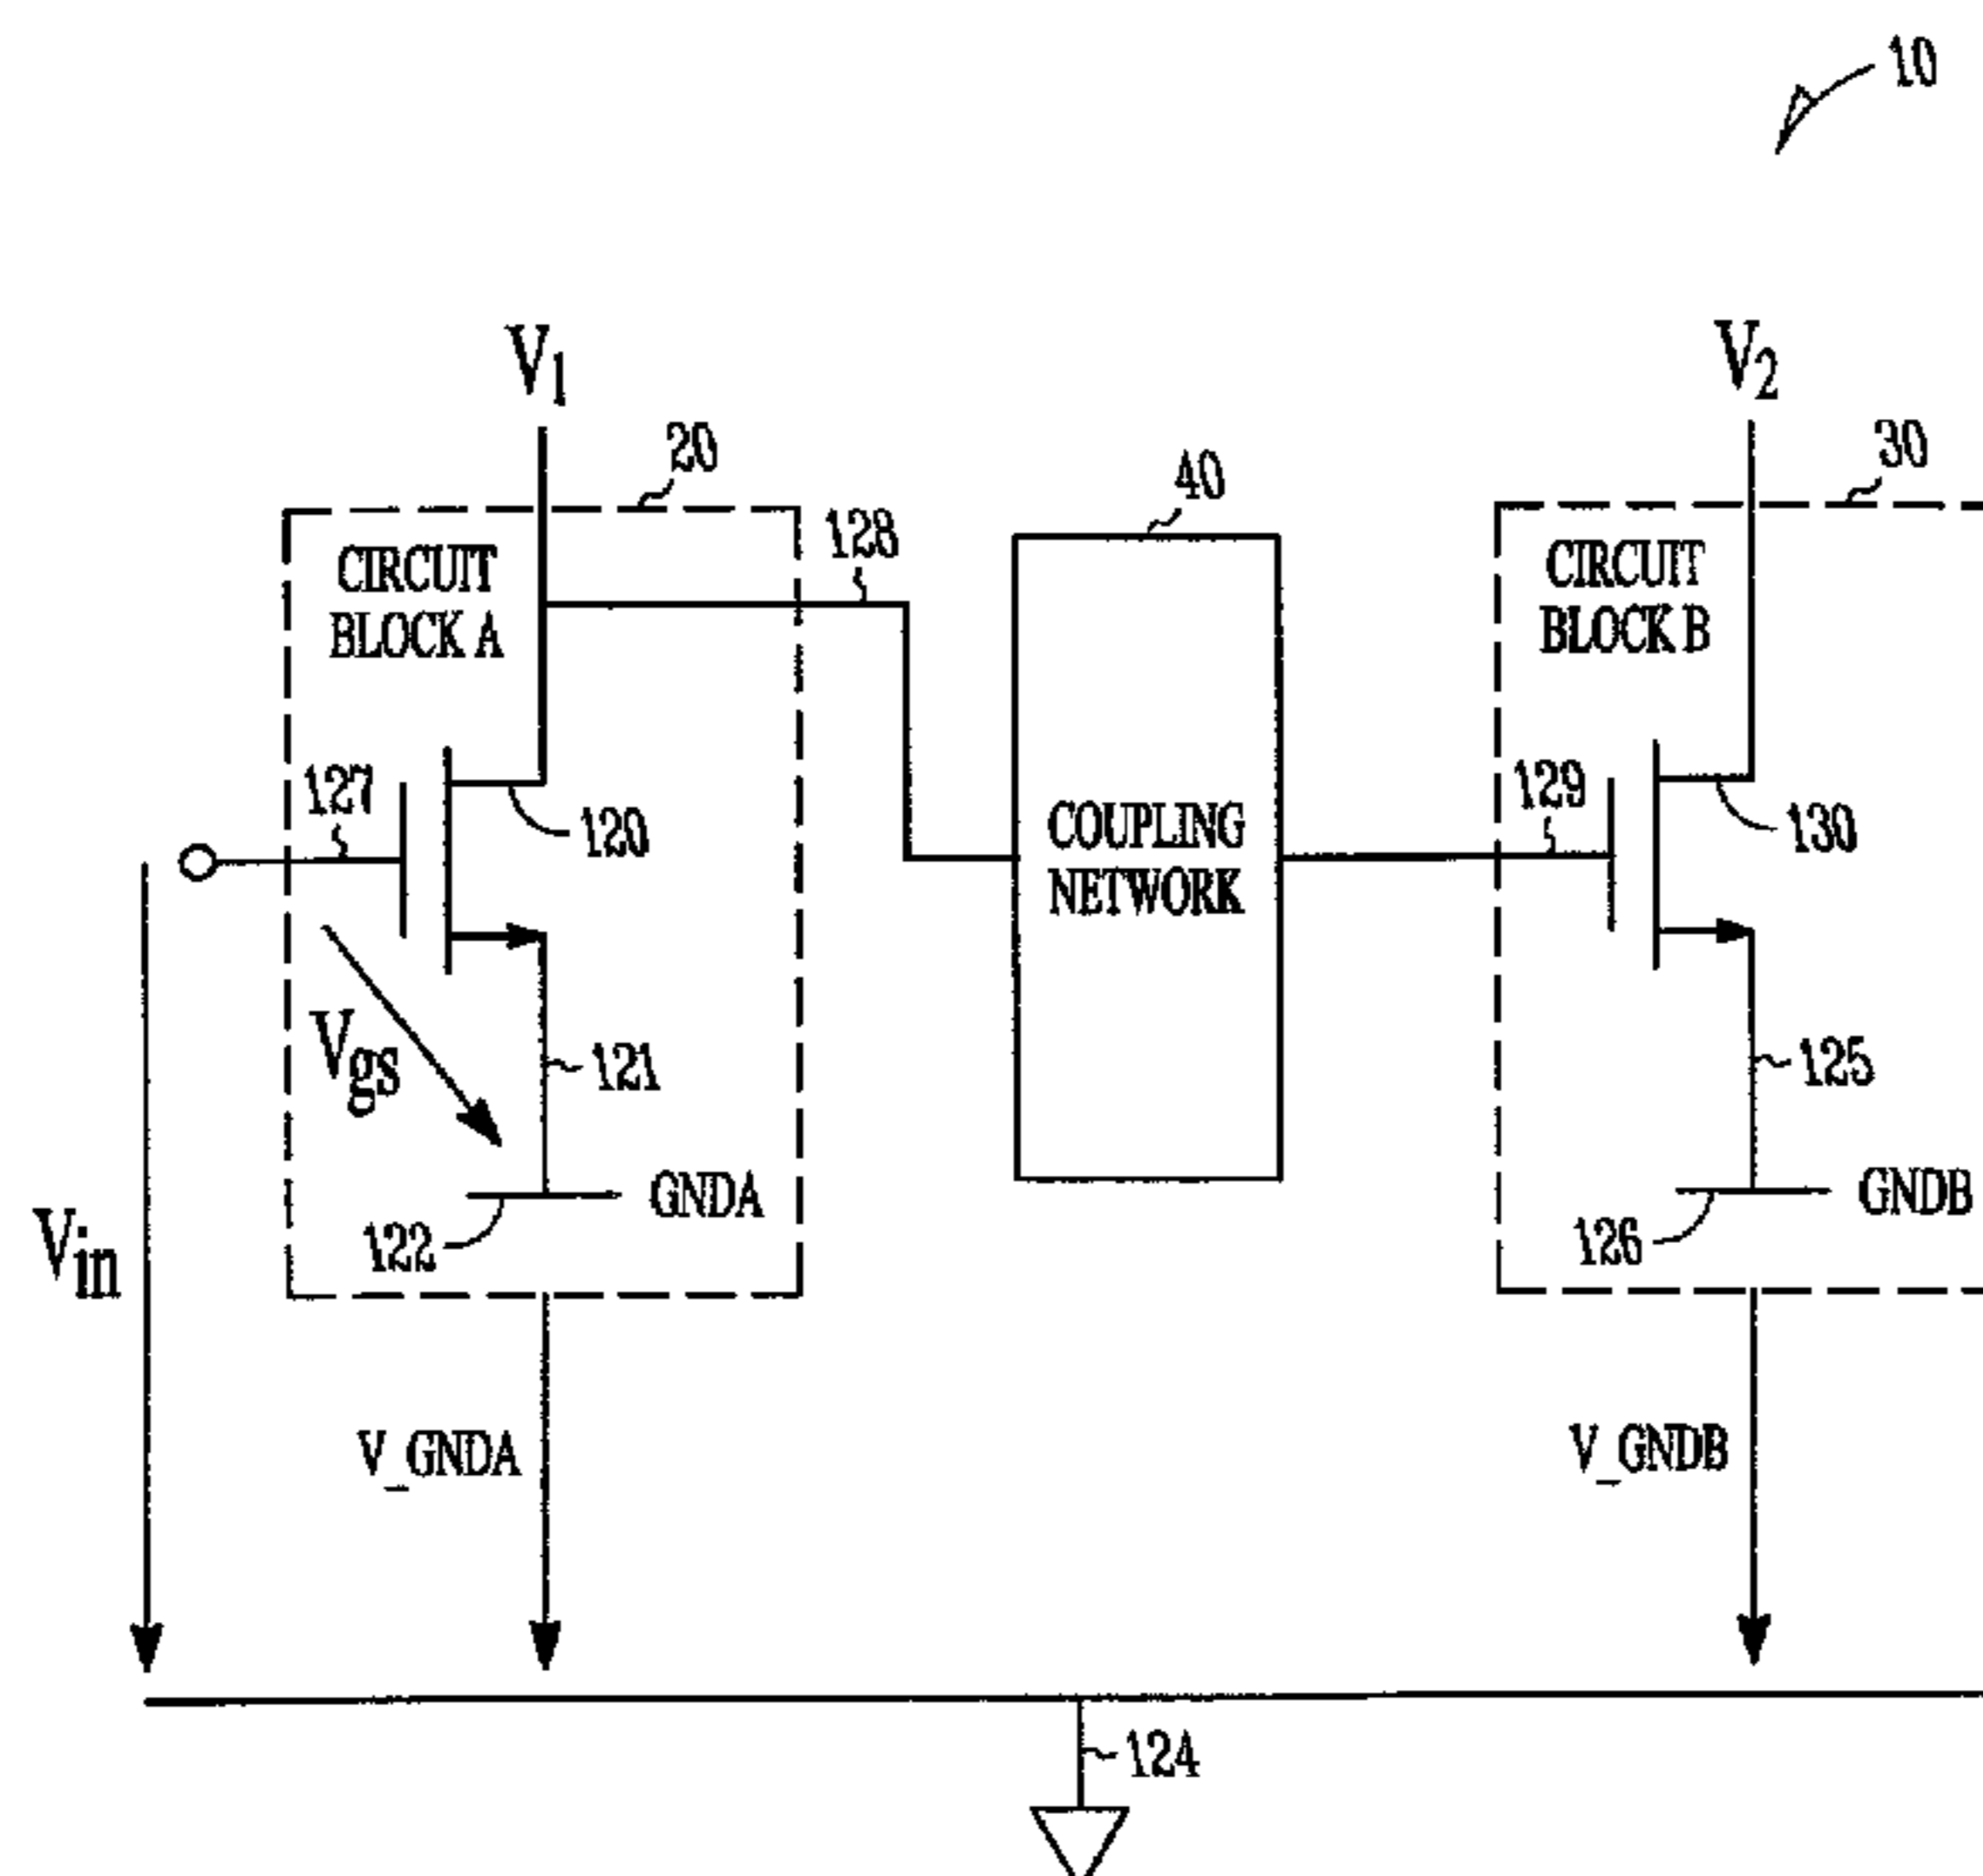 10
V1
V2
20
40
30
128
CIRCUIT
BLOCK A
CIRCUIT
BLOCK B
127
120
COUPLING
NETWORK
129
130
Vgs
121
125
GNDA
GNDB
122
126
Vin
V_GNDA
V_GNDB
124